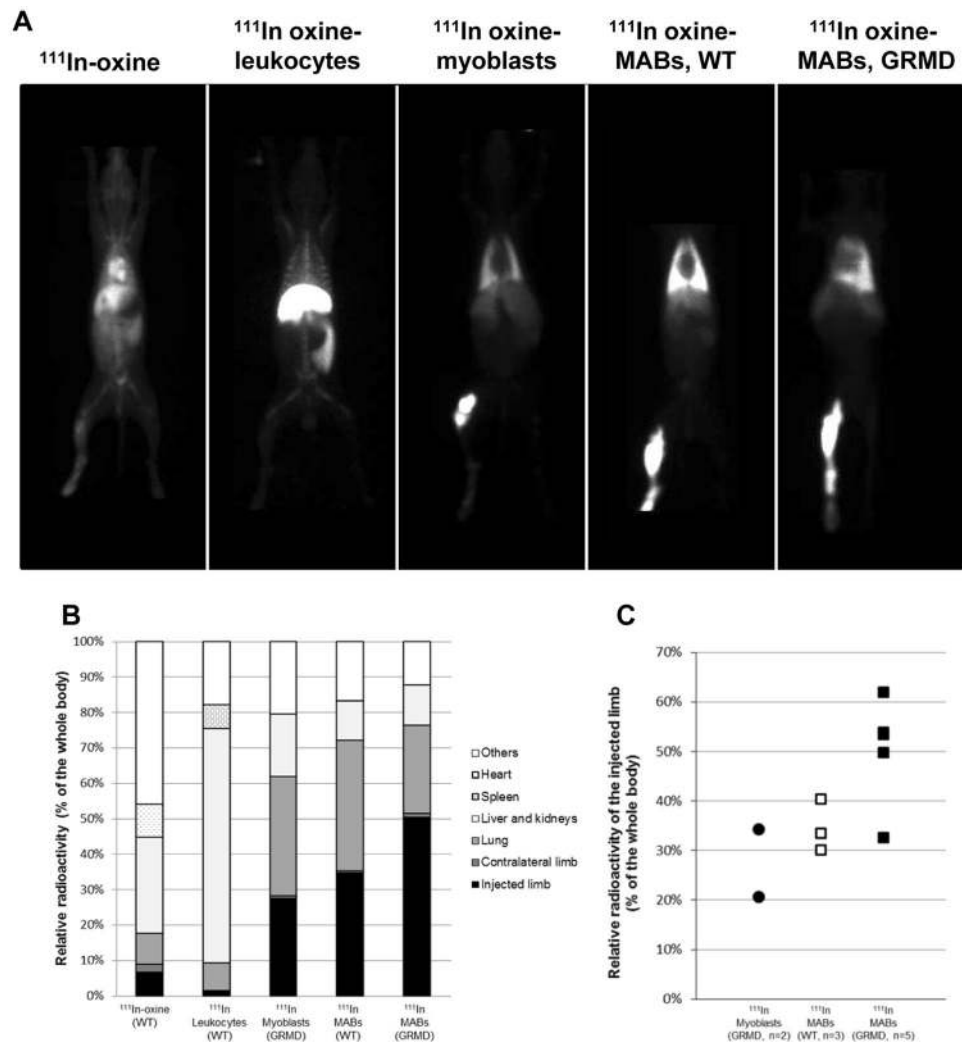 A
¹¹¹In-oxine
¹¹¹In oxine-
leukocytes
¹¹¹In oxine-
myoblasts
¹¹¹In oxine-
MABs, WT
¹¹¹In oxine-
MABs, GRMD
B
Relative radioactivity (% of the whole body)
100%
90%
80%
70%
60%
50%
40%
30%
20%
10%
0%
¹¹¹In-oxine
(WT)
¹¹¹In
Leukocytes
(WT)
¹¹¹In
Myoblasts
(GRMD)
¹¹¹In
MABs
(WT)
¹¹¹In
MABs
(GRMD)
Others
Heart
Spleen
Liver and kidneys
Lung
Contralateral limb
Injected limb
C
Relative radioactivity of the injected limb
(% of the whole body)
70%
60%
50%
40%
30%
20%
10%
0%
¹¹¹In
Myoblasts
(GRMD, n=2)
¹¹¹In
MABs
(WT, n=3)
¹¹¹In
MABs
(GRMD, n=5)